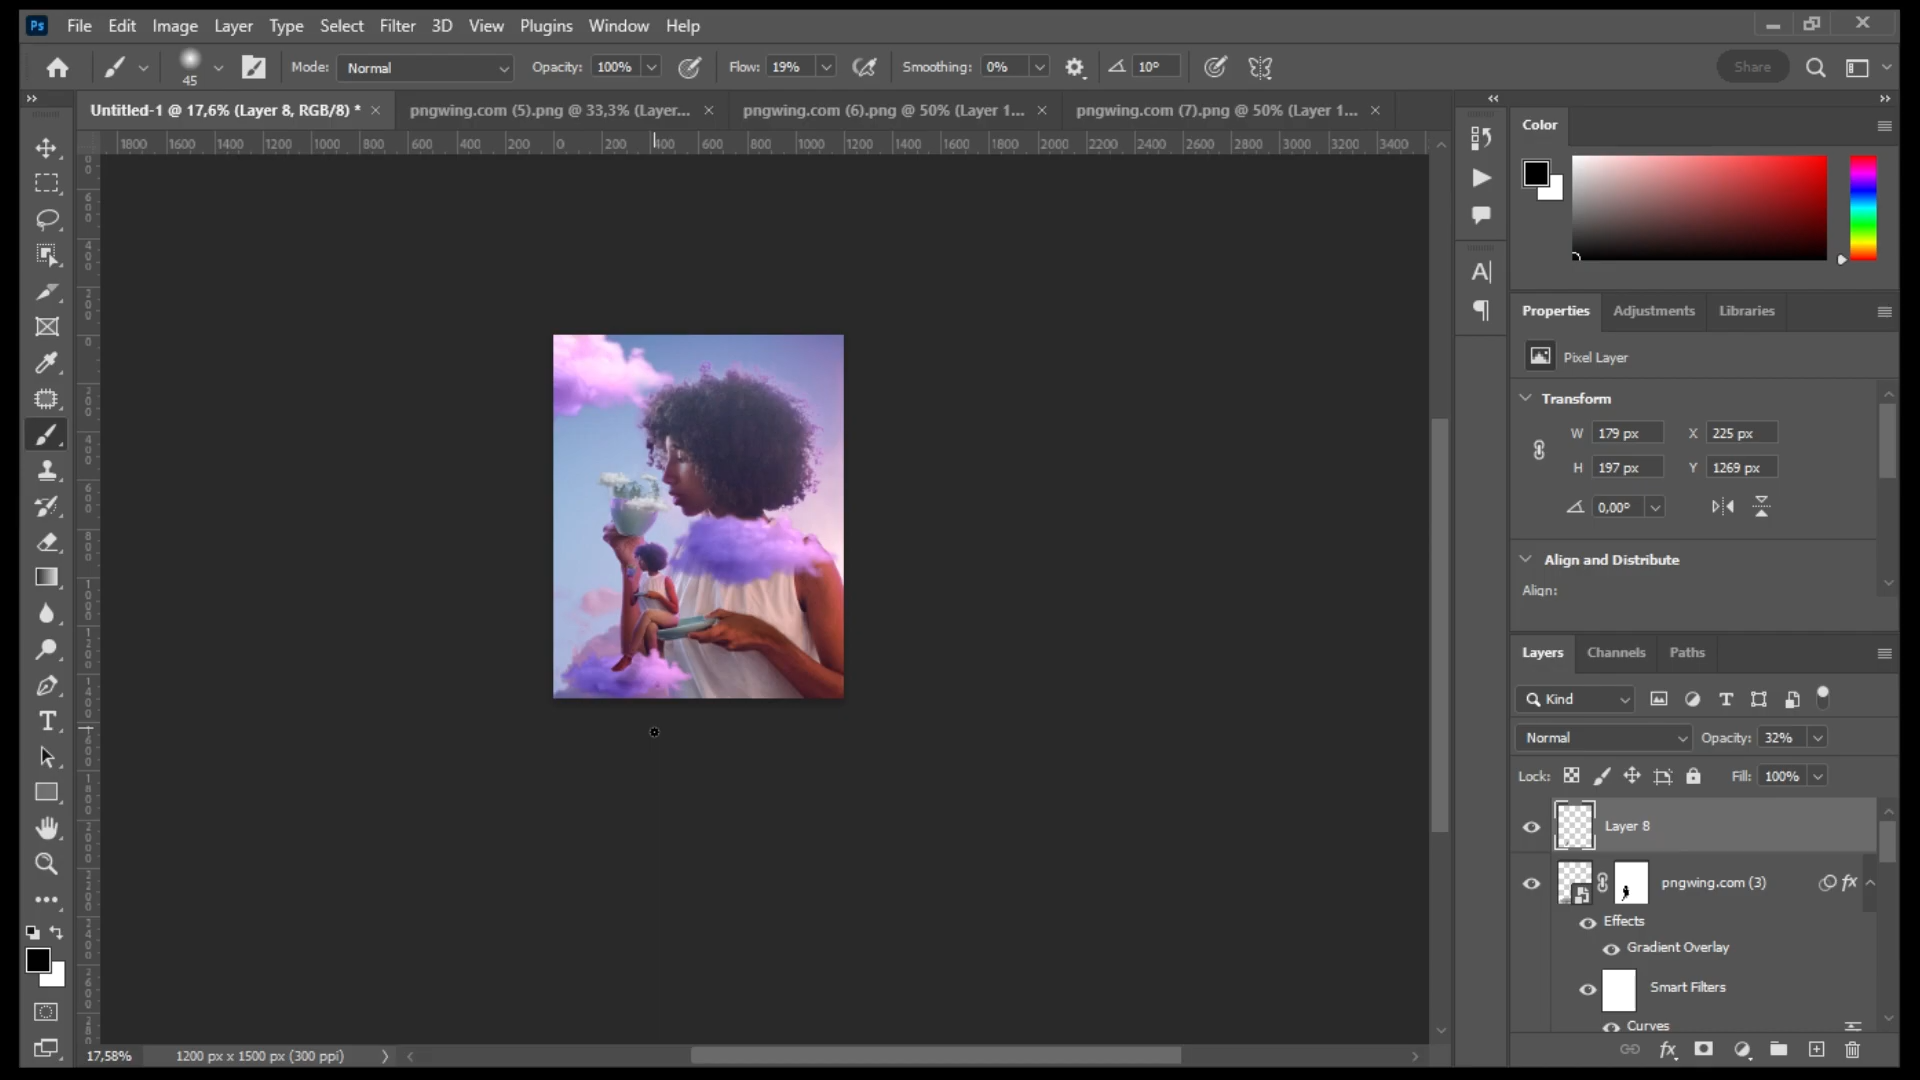 Ps File Edit Image Layer Type Select Filter 3D View Plugins Window Help
45 Mode: Normal Opacity: 100% Flow: 19% Smoothing: 0% 10° Share
Untitled-1 @ 17,6% (Layer 8, RGB/8) * pngwing.com (5).png @ 33,3% (Layer... pngwing.com (6).png @ 50% (Layer 1... pngwing.com (7).png @ 50% (Layer 1...
1800 1600 1400 1200 1000 800 600 400 200 0 200 400 600 800 1000 1200 1400 1600 1800 2000 2200 2400 2600 2800 3000 3200 3400
Color
Properties Adjustments Libraries
Pixel Layer
Transform
W 179 px X 225 px
H 197 px Y 1269 px
0,00°
Align and Distribute
Align:
Layers Channels Paths
Kind
Normal Opacity: 32%
Lock: Fill: 100%
Layer 8
pngwing.com (3) fx
Effects
Gradient Overlay
Smart Filters
Curves
17,58% 1200 px x 1500 px (300 ppi)
fx